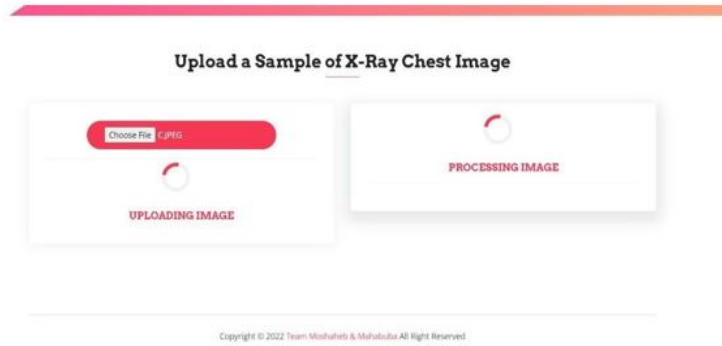 Upload a Sample of X-Ray Chest Image
Choose File C.JPEG
UPLOADING IMAGE
PROCESSING IMAGE
Copyright © 2022 Team Moshaheb & Mahabuba All Right Reserved